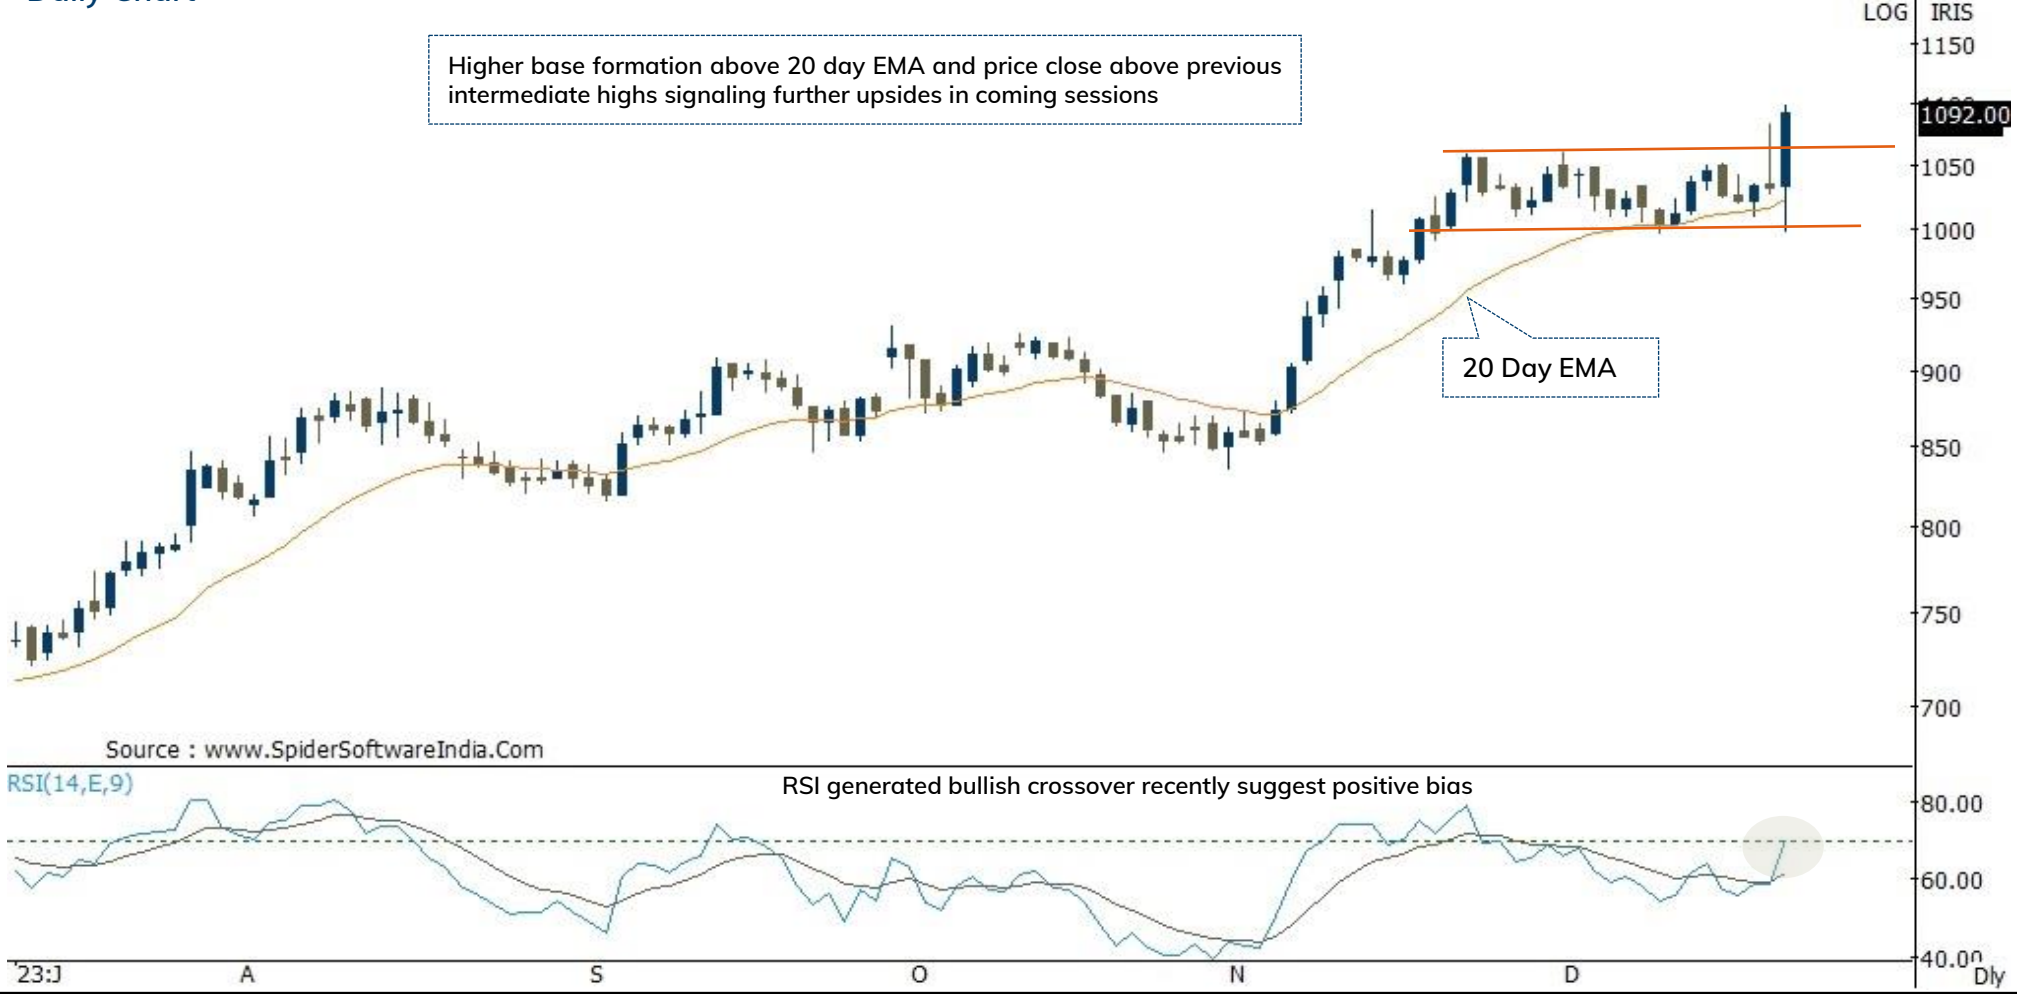 Daily Chart
LOG
IRIS
Higher base formation above 20 day EMA and price close above previous
intermediate highs signaling further upsides in coming sessions
1150
1092.00
1050
1000
950
20 Day EMA
900
850
800
750
700
Source : www.SpiderSoftwareIndia.Com
RSI(14,E,9)
RSI generated bullish crossover recently suggest positive bias
80.00
60.00
40.00
'23:J
A
S
O
N
D
Dly